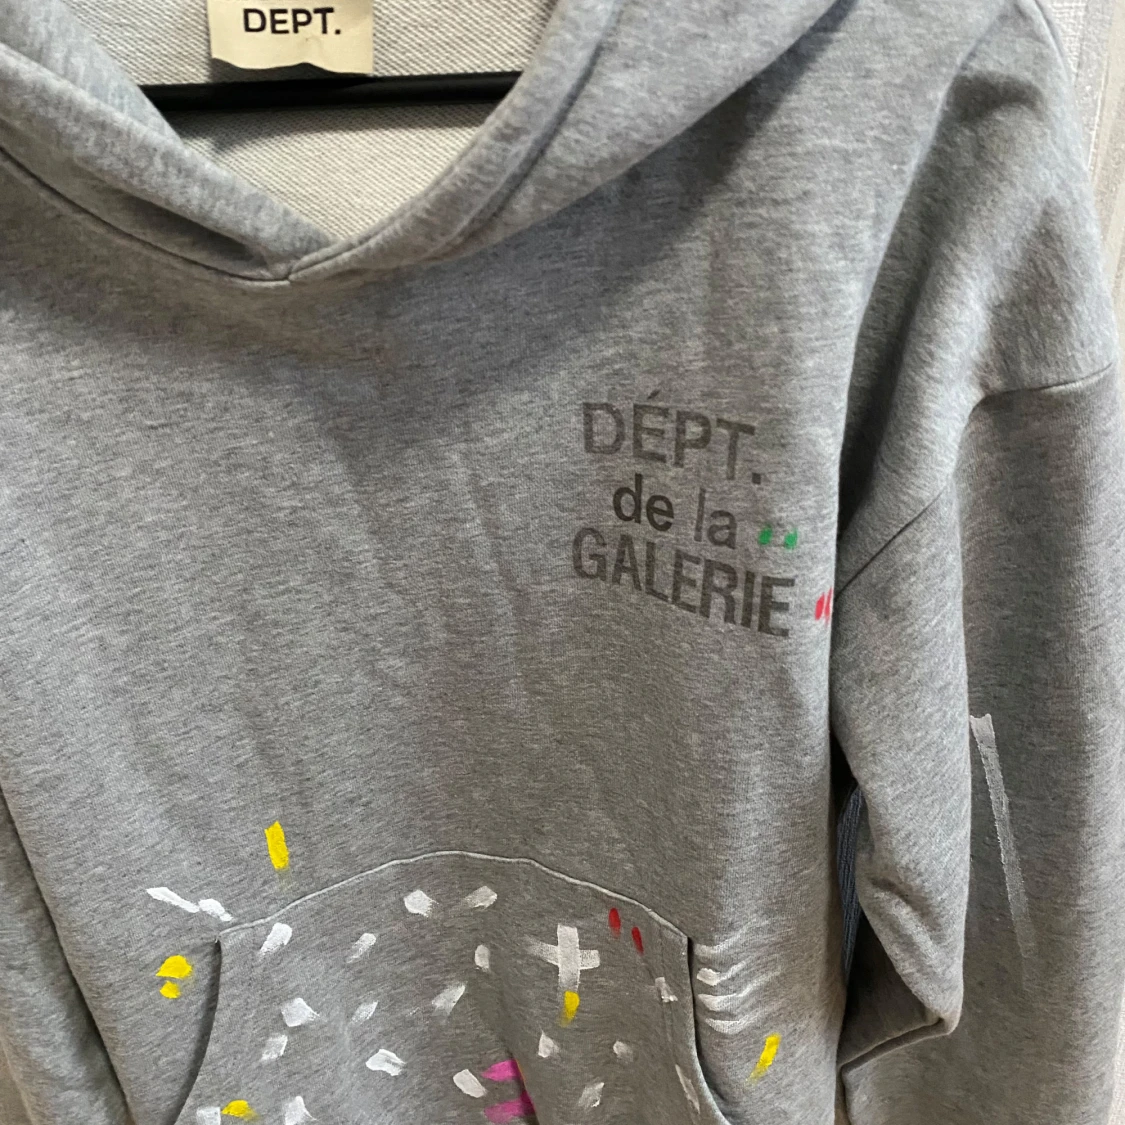 DEPT.
DÉPT.
de la
GALERIE